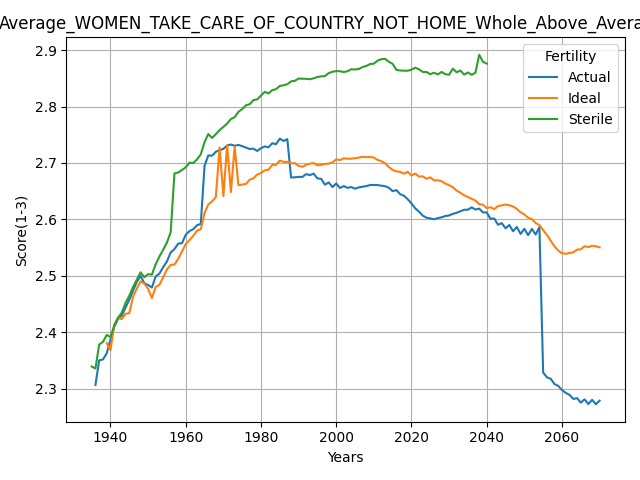 Average_WOMEN_TAKE_CARE_OF_COUNTRY_NOT_HOME_Whole_Above_Avera
2.9
2.8
2.7
2.6
2.5
2.4
2.3
Score(1-3)
Fertility
Actual
Ideal
Sterile
1940 1960 1980 2000 2020 2040 2060
Years